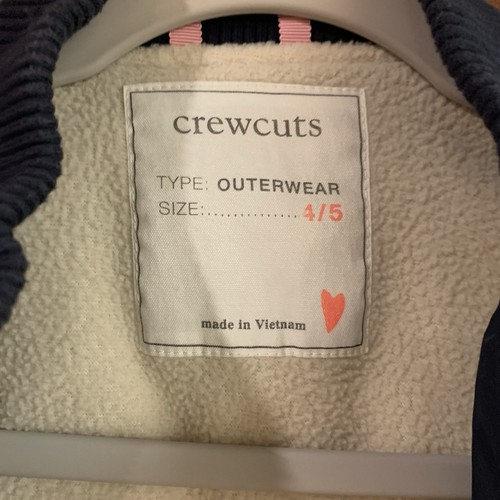 crewcuts
TYPE: OUTERWEAR
SIZE:.............. 4/5
made in Vietnam